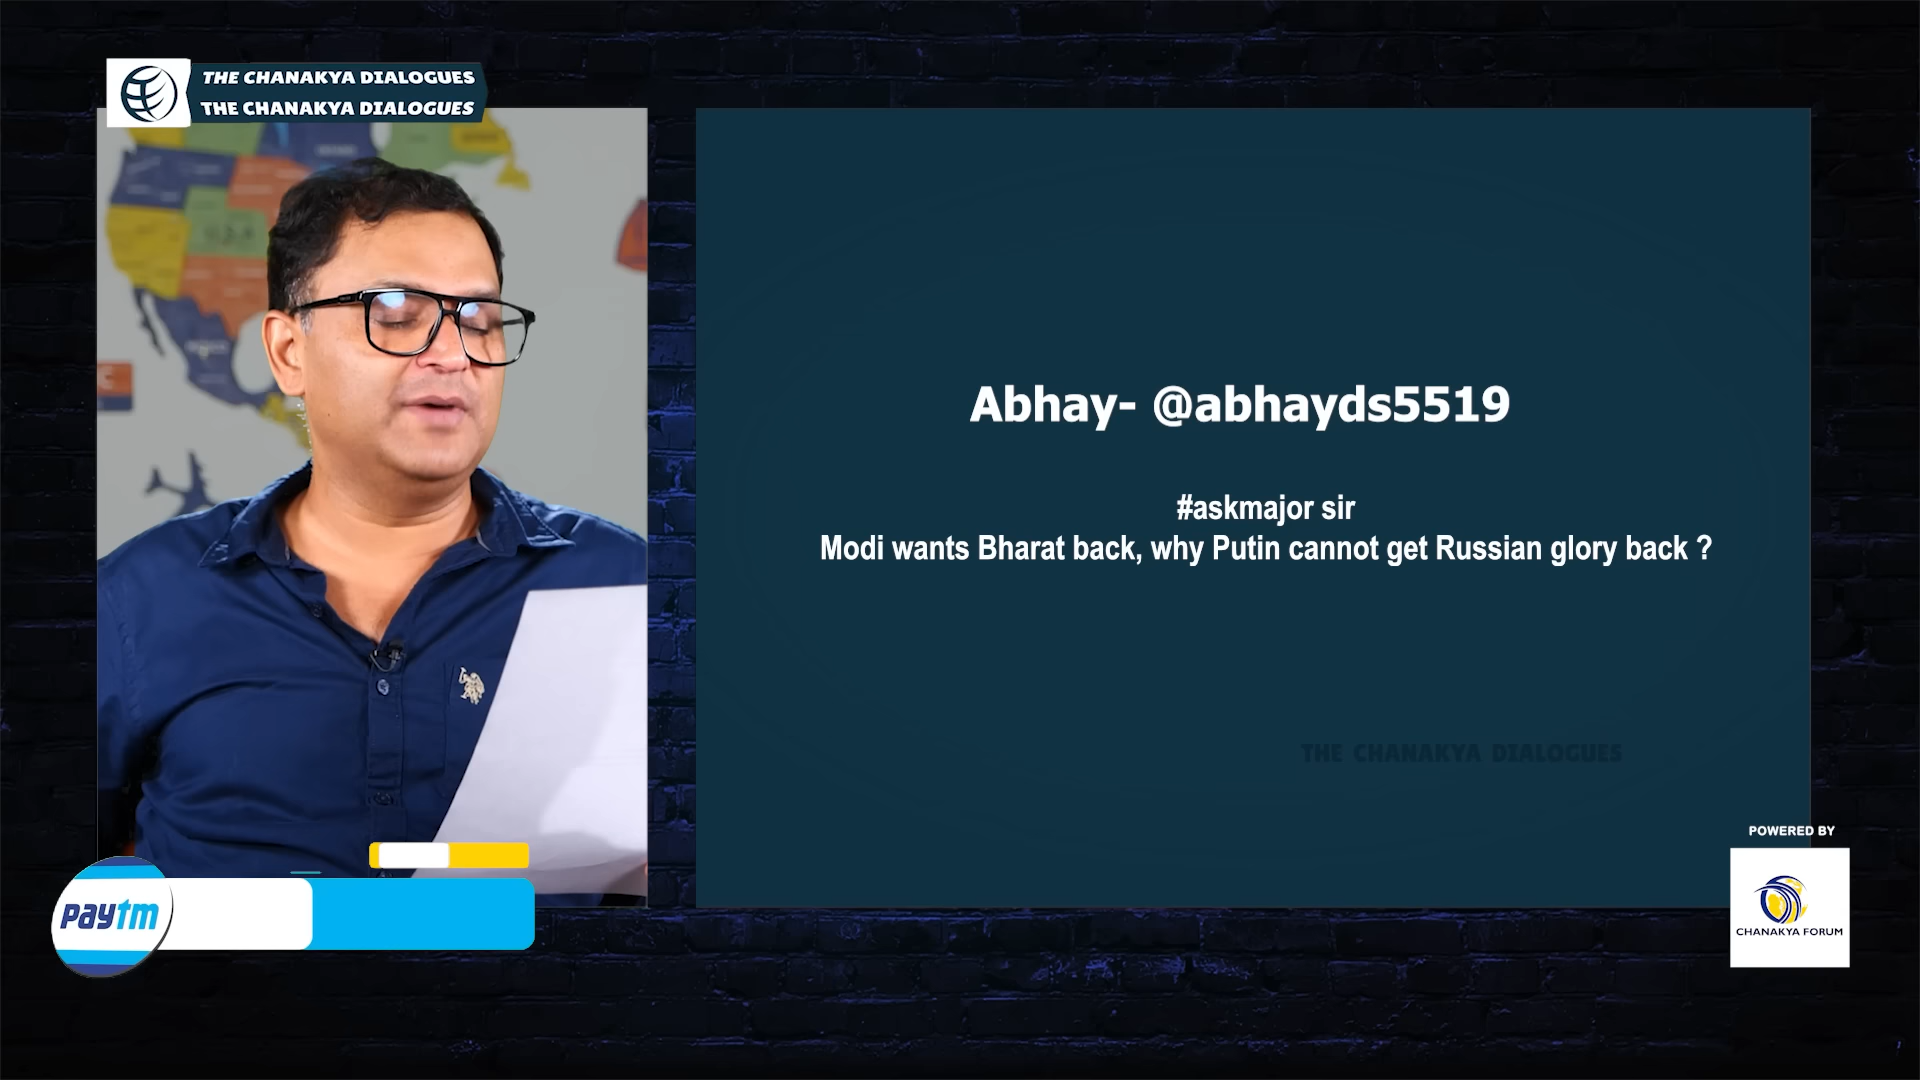 THE CHANAKYA DIALOGUES
THE CHANAKYA DIALOGUES
Abhay- @abhayds5519
#askmajor sir
Modi wants Bharat back, why Putin cannot get Russian glory back ?
THE CHANAKYA DIALOGUES
POWERED BY
CHANAKYA FORUM
paytm